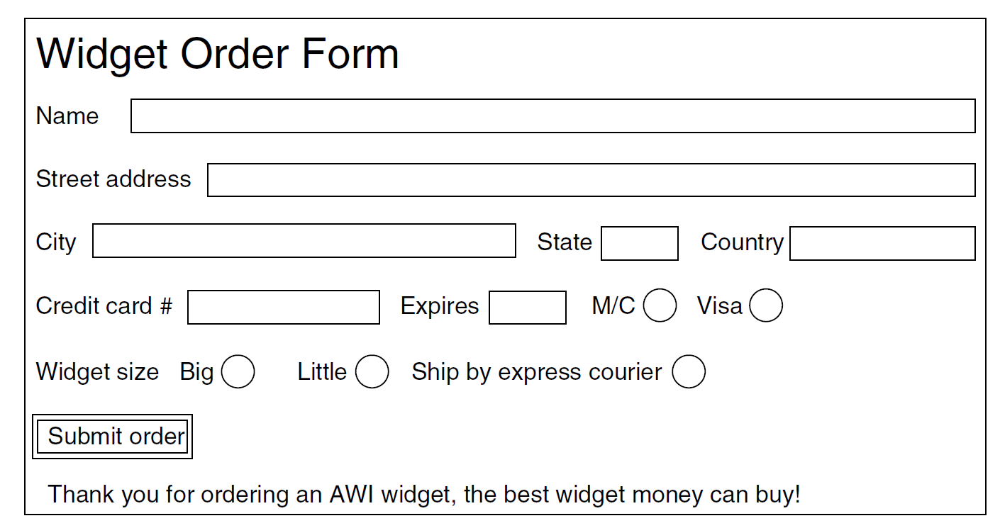 Widget Order Form
Name
Street address
City State Country
Credit card # Expires M/C Visa
Widget size Big Little Ship by express courier
Submit order
Thank you for ordering an AWI widget, the best widget money can buy!